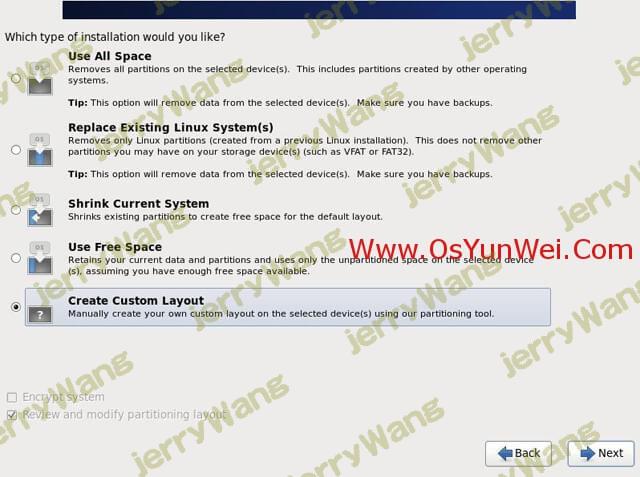 Which type of installation would you like?
Use All Space
Removes all partitions on the selected device(s). This includes partitions created by other operating
systems.
Tip: This option will remove data from the selected device(s). Make sure you have backups.
Replace Existing Linux System(s)
Removes only Linux partitions (created from a previous Linux installation). This does not remove other
partitions you may have on your storage device(s) (such as VFAT or FAT32).
Tip: This option will remove data from the selected device(s). Make sure you have backups.
Shrink Current System
Shrinks existing partitions to create free space for the default layout.
Use Free Space
Retains your current data and partitions and uses only the unpartitioned space on the selected device
(s), assuming you have enough free space available.
Www.OsYunWei.Com
Create Custom Layout
Manually create your own custom layout on the selected device(s) using our partitioning tool.
Encrypt system
Review and modify partitioning layout
Back
Next
jerryWang